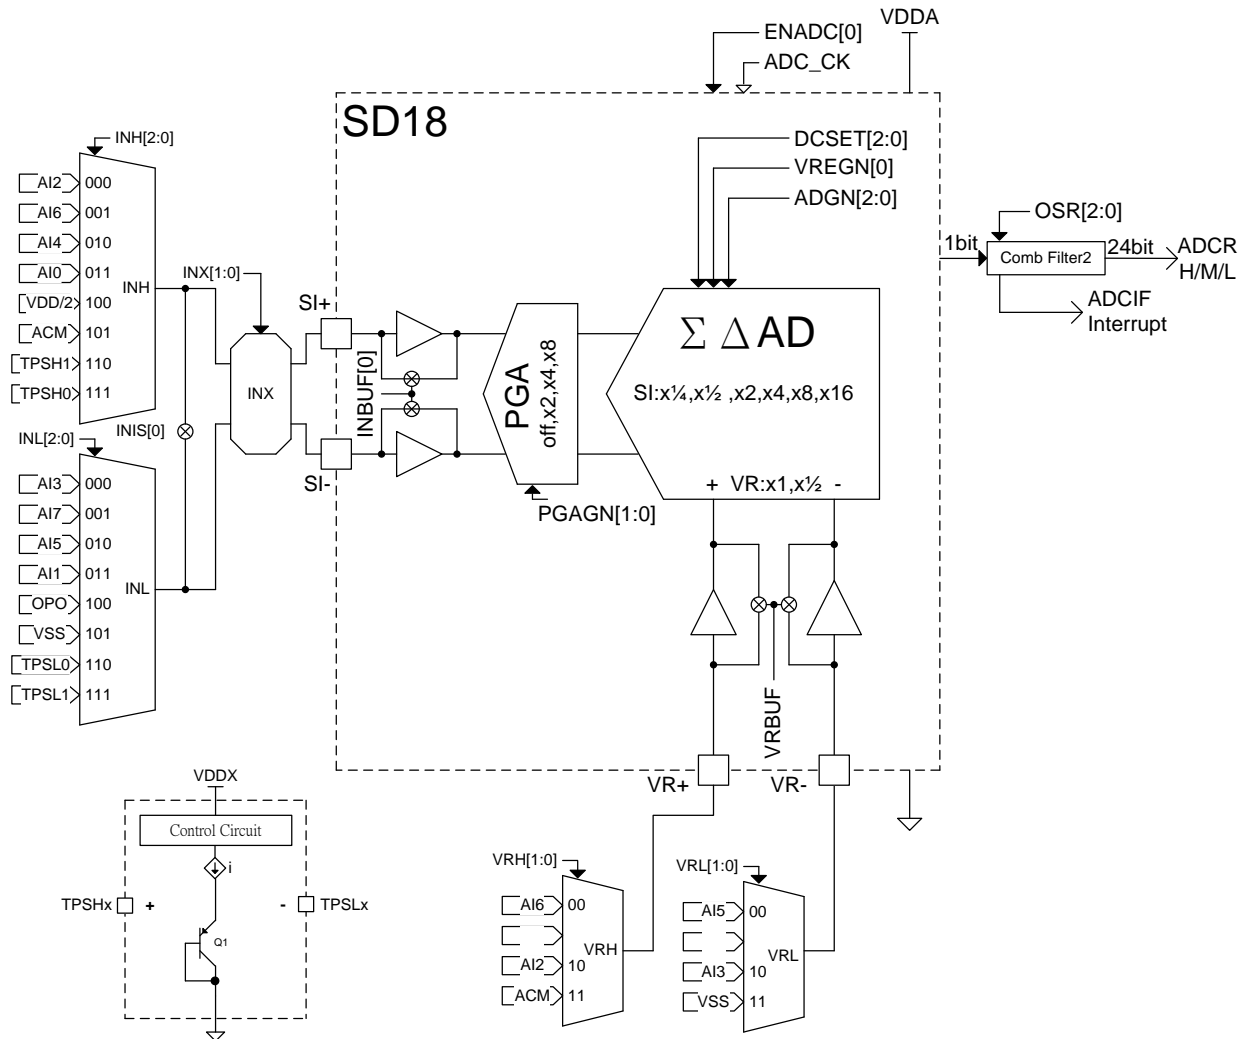 ENADC[0]
VDDA
ADC_CK
SD18
INH[2:0]
AI2 000
AI6 001
AI4 010
AI0 011
VDD/2 100
ACM 101
TPSH1 110
TPSH0 111
INH
INX[1:0]
INX
INIS[0]
INL[2:0]
AI3 000
AI7 001
AI5 010
AI1 011
OPO 100
VSS 101
TPSL0 110
TPSL1 111
INL
SI+
SI-
INBUF[0]
PGA
off,x2,x4,x8
PGAGN[1:0]
DCSET[2:0]
VREGN[0]
ADGN[2:0]
Σ Δ AD
SI:x¼,x½ ,x2,x4,x8,x16
+ VR:x1,x½ -
1bit
OSR[2:0]
Comb Filter2
24bit
ADCR
H/M/L
ADCIF
Interrupt
VRBUF
VR+
VR-
VDDX
Control Circuit
i
TPSHx
+
-
TPSLx
Q1
VRH[1:0]
AI6 00
AI2 10
ACM 11
VRH
VRL[1:0]
AI5 00
AI3 10
VSS 11
VRL